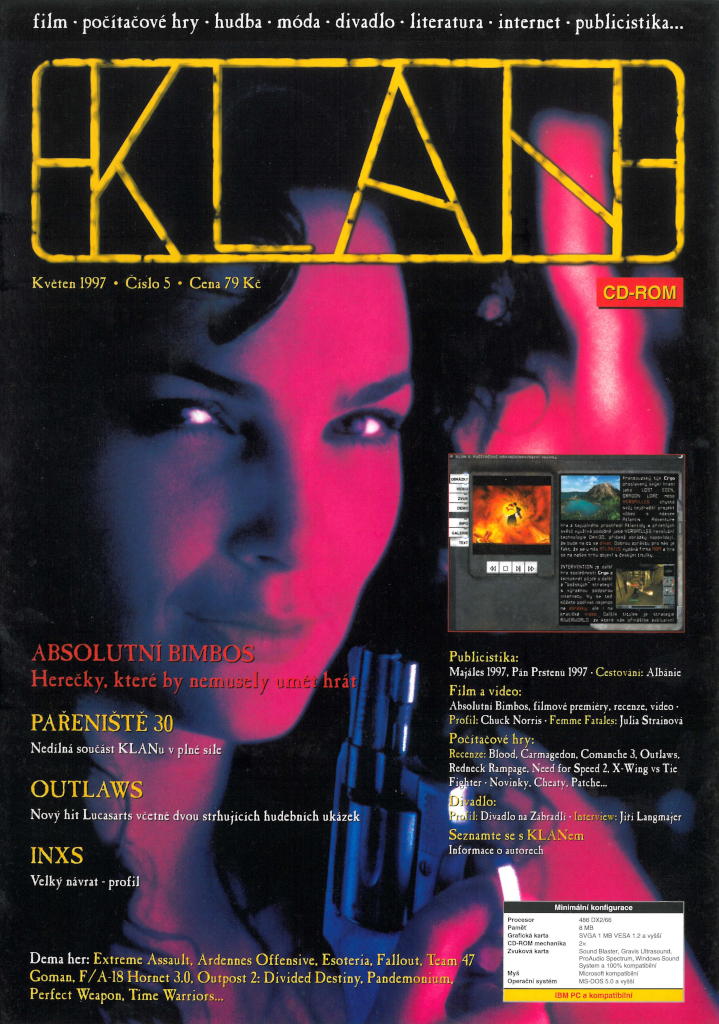 film · počítačové hry · hudba · móda · divadlo · literatura · internet · publicistika...
KLAN
Květen 1997 • Číslo 5 • Cena 79 Kč
CD-ROM
ABSOLUTNÍ BIMBOS
Herečky, které by nemusely umět hrát
PAŘENIŠTĚ 30
Nedílná součást KLANu v plné síle
OUTLAWS
Nový hit Lucasarts včetně dvou strhujících hudebních ukázek
INXS
Velký návrat - profil
Publicistika:
Majáles 1997, Pán Prstenu 1997 · Cestování: Albánie
Film a video:
Absolutní Bimbos, filmové premiéry, recenze, video ·
Profil: Chuck Norris · Femme Fatales: Julia Strainová
Počítačové hry:
Recenze: Blood, Carmagedon, Comanche 3, Outlaws,
Redneck Rampage, Need for Speed 2, X-Wing vs Tie
Fighter · Novinky, Cheaty, Patche...
Divadlo:
Profil: Divadlo na Zábradlí · Interview: Jiří Langmajer
Seznamte se s KLANem
Informace o autorech
Minimální konfigurace
Procesor 486 DX2/66
Paměť 8 MB
Grafická karta SVGA 1 MB VESA 1.2 a vyšší
CD-ROM mechanika 2×
Zvuková karta Sound Blaster, Gravis Ultrasound,
ProAudio Spectrum, Windows Sound
System a 100% kompatibilní
Myš Microsoft kompatibilní
Operační systém MS-DOS 5.0 a vyšší
IBM PC a kompatibilní
Dema her: Extreme Assault, Ardennes Offensive, Esoteria, Fallout, Team 47
Goman, F/A-18 Hornet 3.0, Outpost 2: Divided Destiny, Pandemonium,
Perfect Weapon, Time Warriors...